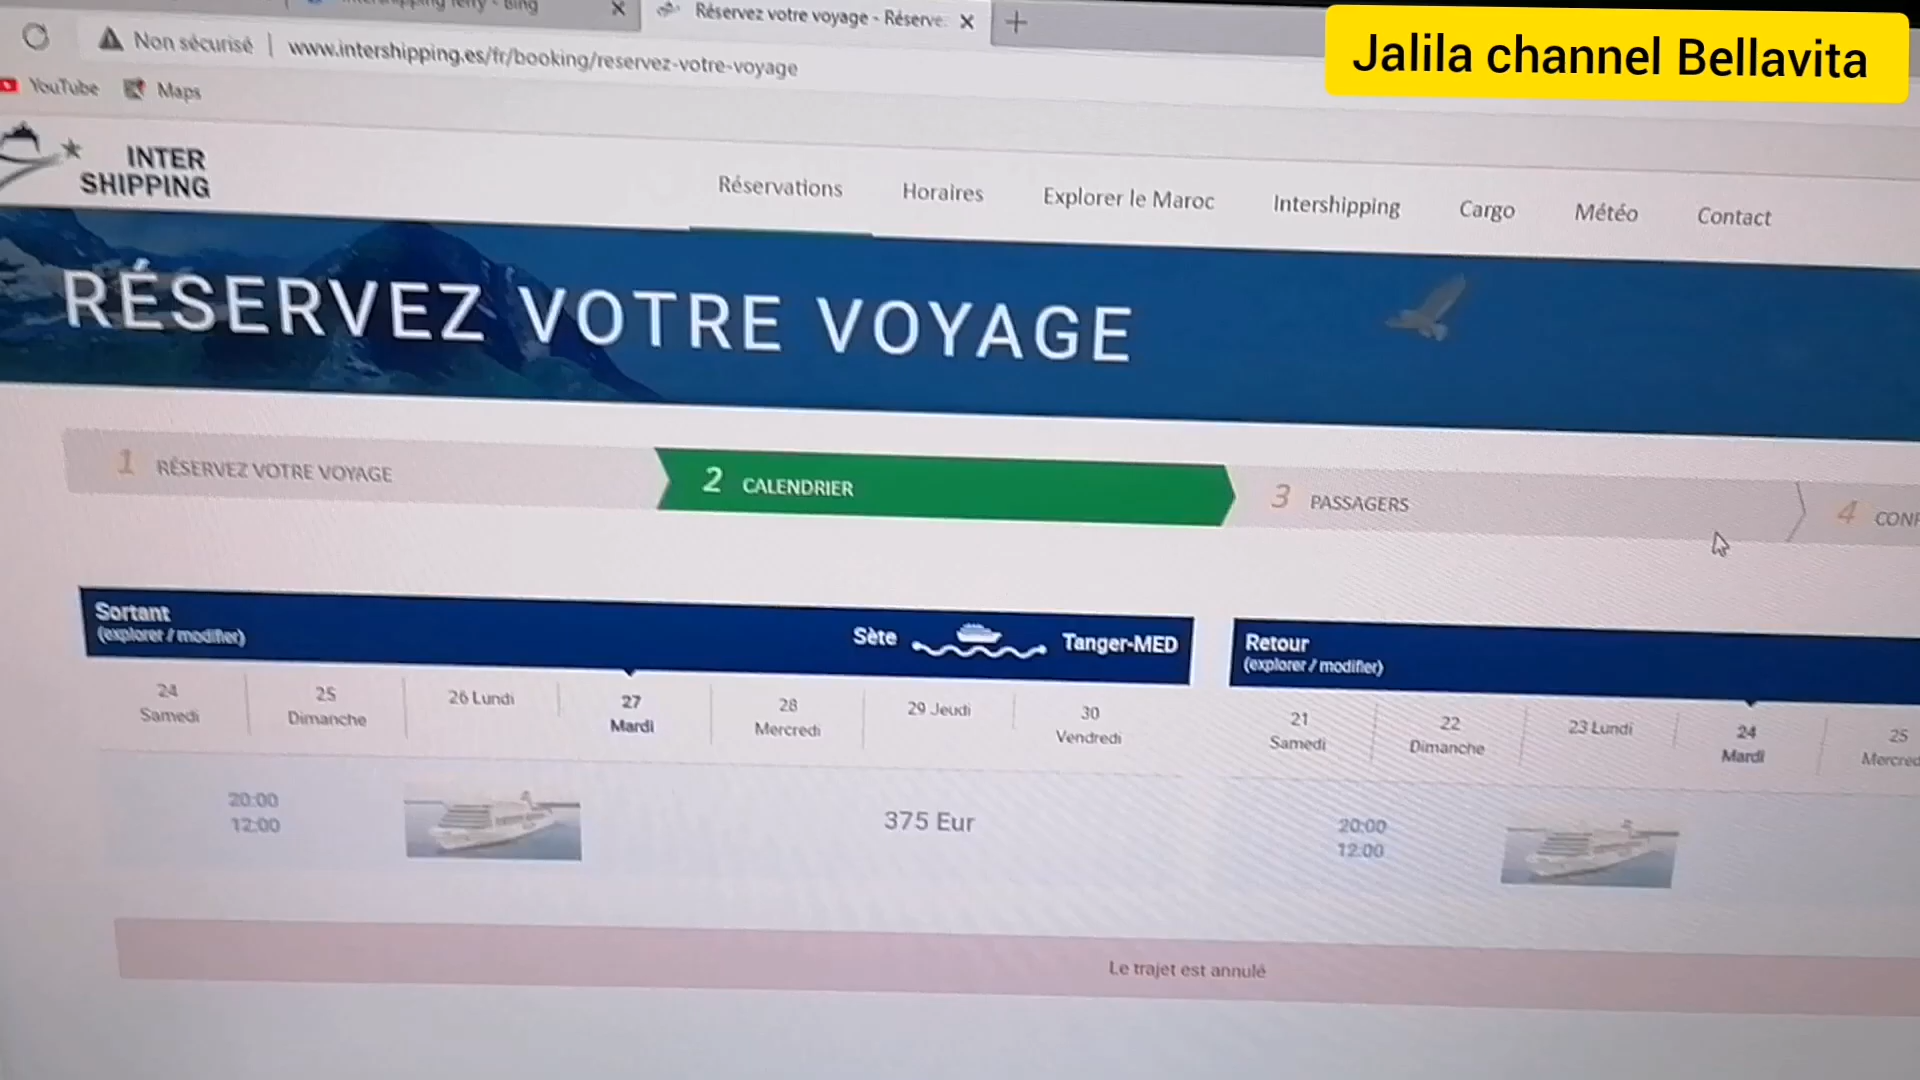 Jalila channel Bellavita
ferry - Bing
Réservez votre voyage - Réserve
Non sécurisé | www.intershipping.es/fr/booking/reservez-votre-voyage
YouTube Maps
INTER
SHIPPING
Réservations Horaires Explorer le Maroc Intershipping Cargo Météo Contact
RÉSERVEZ VOTRE VOYAGE
1 RÉSERVEZ VOTRE VOYAGE
2 CALENDRIER
3 PASSAGERS
4 CONF
Sortant
(explorer / modifier)
Sète Tanger-MED
24 Samedi
25 Dimanche
26 Lundi
27 Mardi
28 Mercredi
29 Jeudi
30 Vendredi
20:00
12:00
375 Eur
Retour
(explorer / modifier)
21 Samedi
22 Dimanche
23 Lundi
24 Mardi
25 Mercred
20:00
12:00
Le trajet est annulé